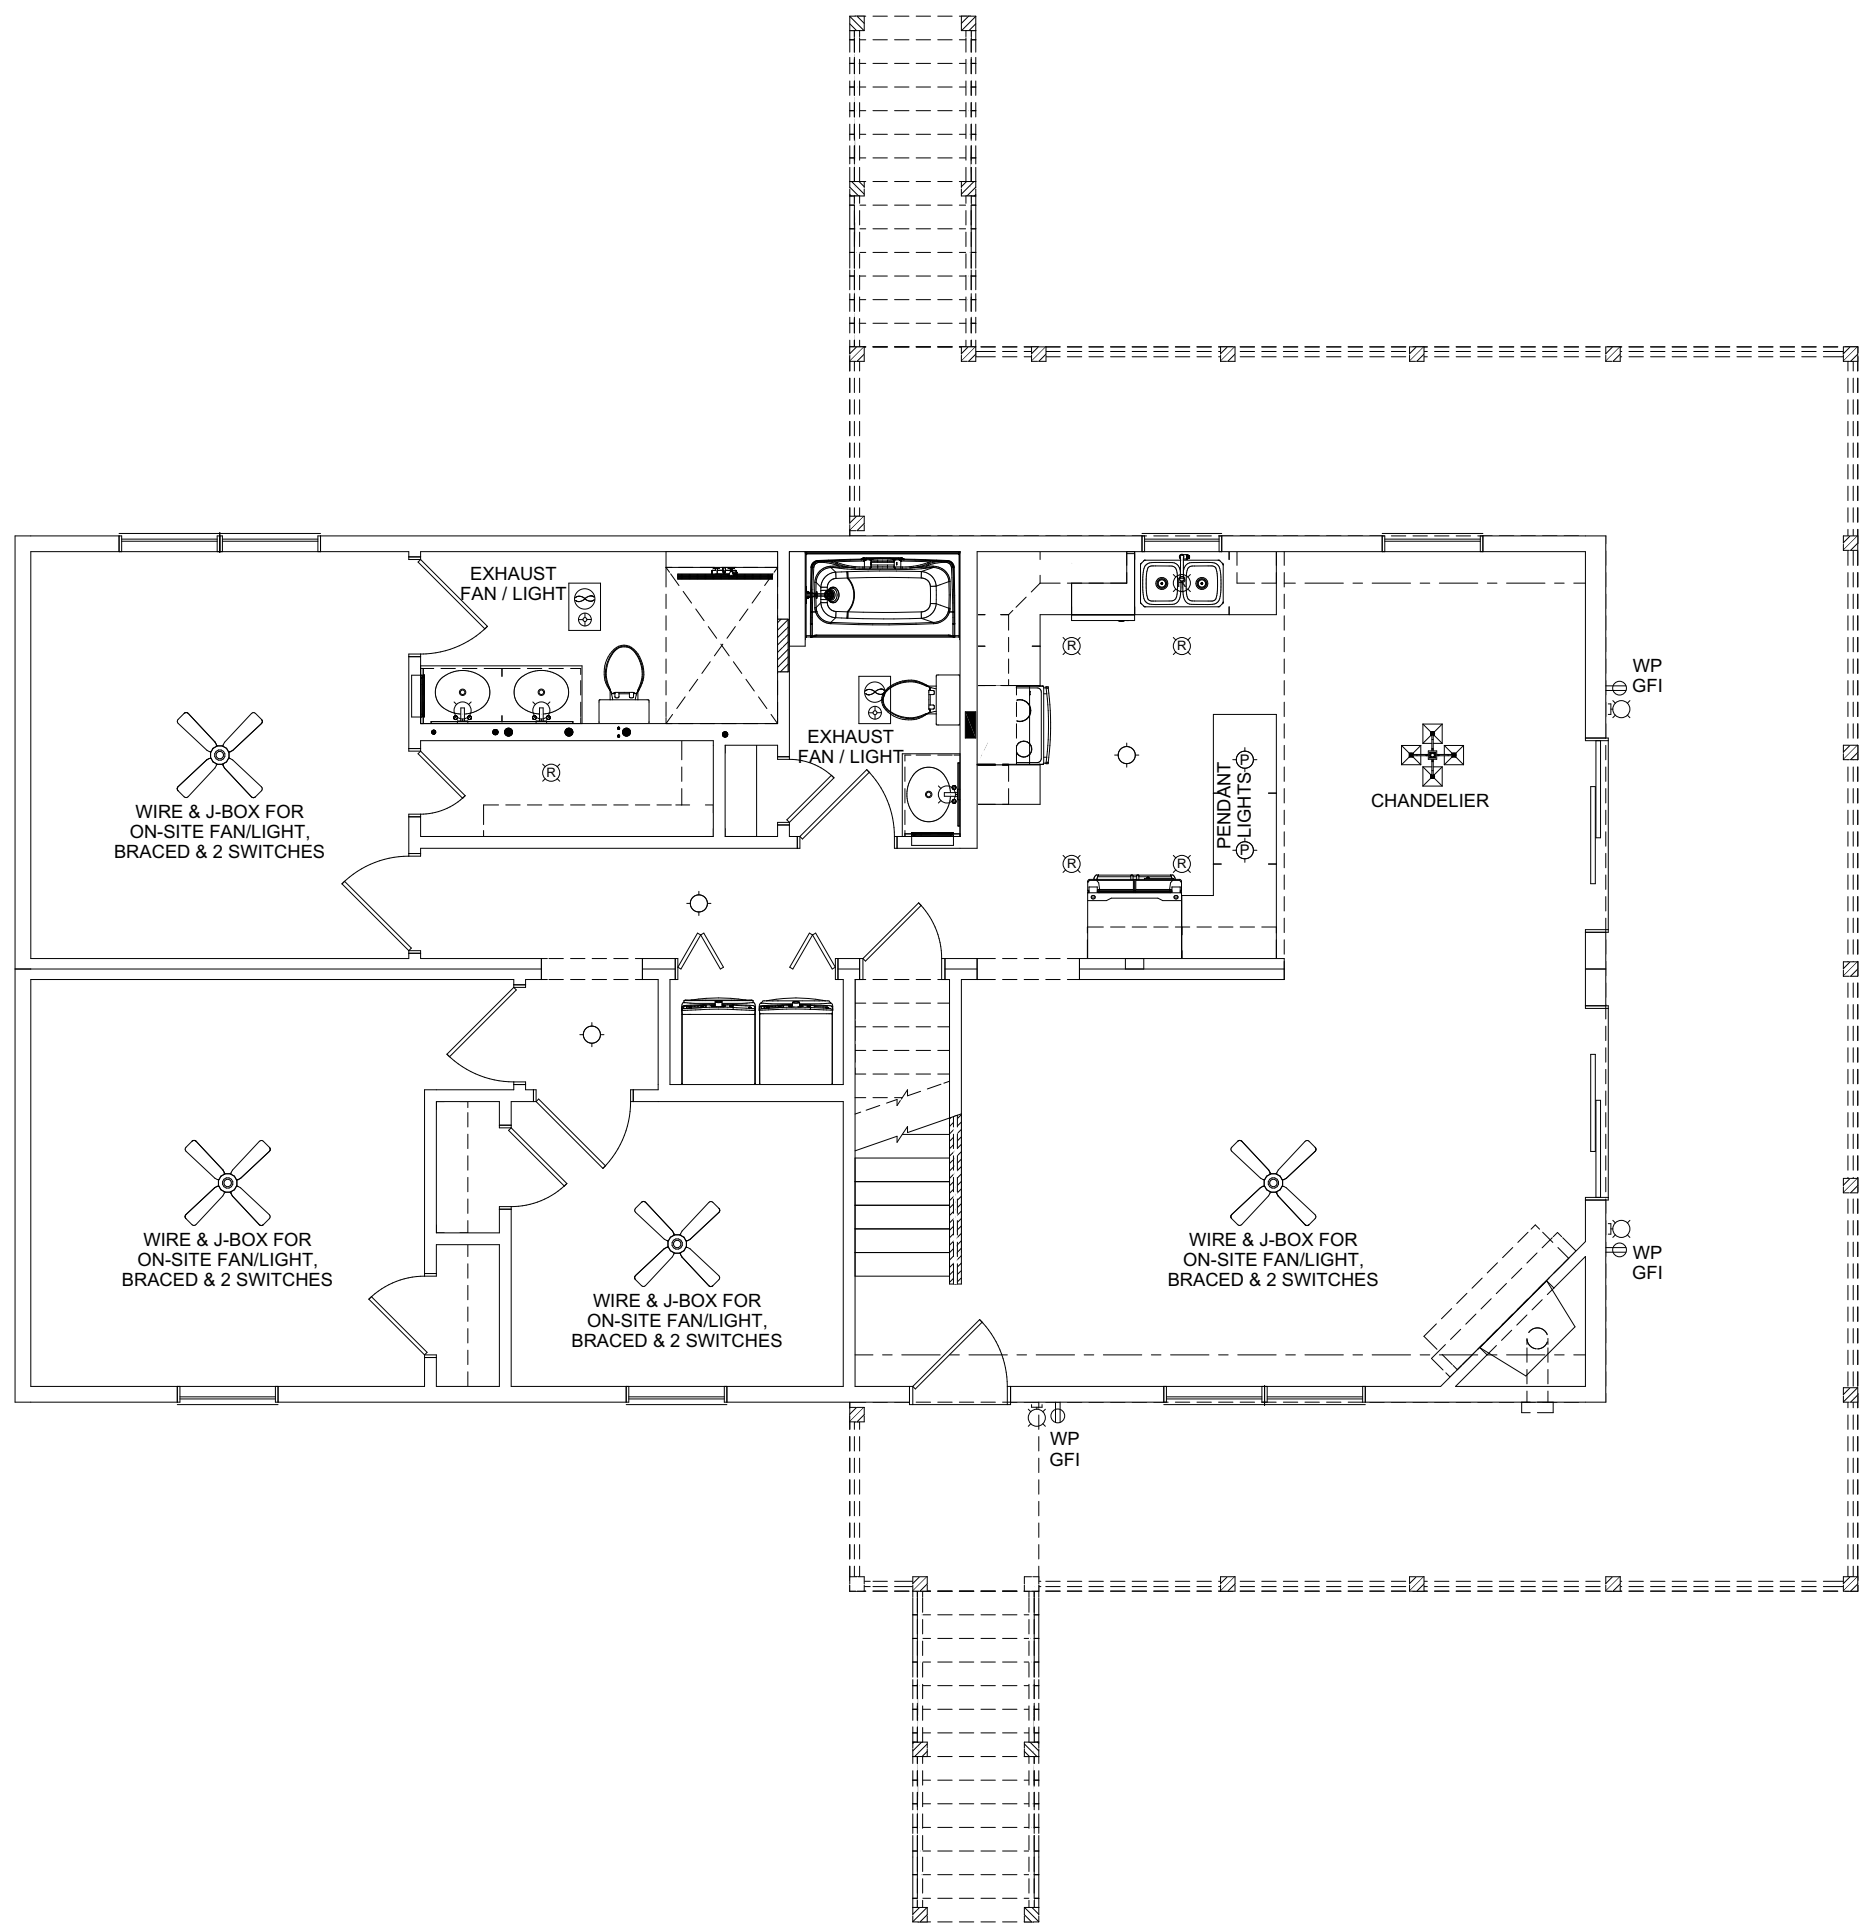 EXHAUST
FAN / LIGHT
WP
GFI
R
R
EXHAUST
FAN / LIGHT
R
PENDANT
LIGHTS
P
P
CHANDELIER
WIRE & J-BOX FOR
ON-SITE FAN/LIGHT,
BRACED & 2 SWITCHES
R
R
WIRE & J-BOX FOR
ON-SITE FAN/LIGHT,
BRACED & 2 SWITCHES
WIRE & J-BOX FOR
ON-SITE FAN/LIGHT,
BRACED & 2 SWITCHES
WIRE & J-BOX FOR
ON-SITE FAN/LIGHT,
BRACED & 2 SWITCHES
WP
GFI
WP
GFI